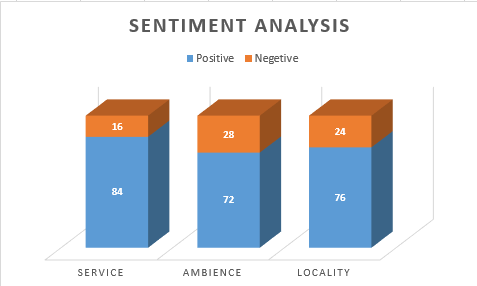 SENTIMENT ANALYSIS
Positive Negetive
16 28 24
84 72 76
SERVICE AMBIENCE LOCALITY